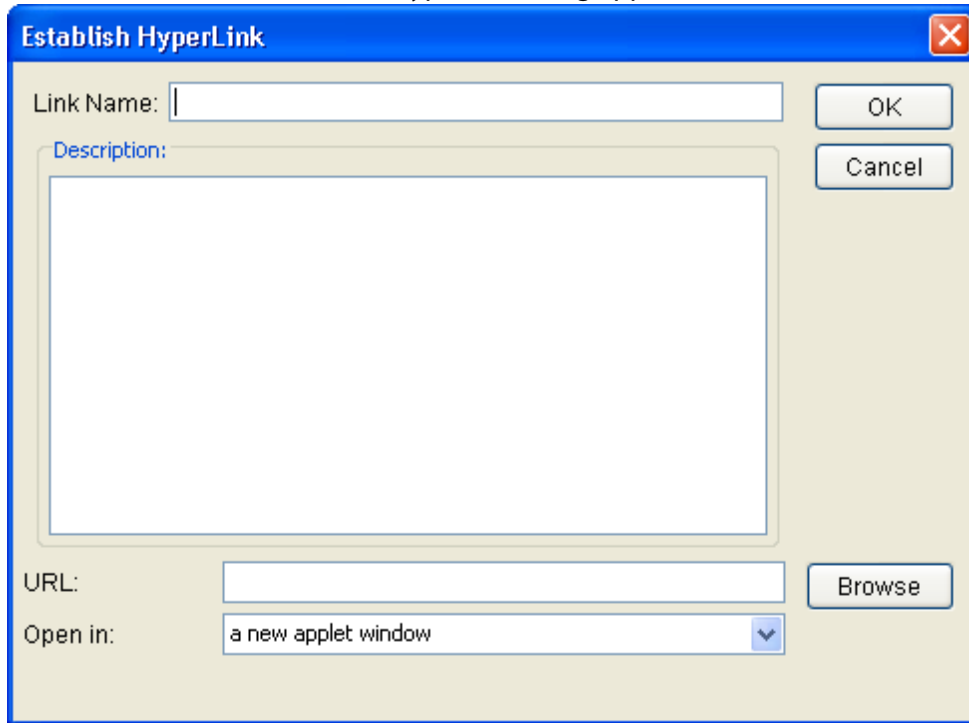 Establish HyperLink
Link Name:
OK
Description:
Cancel
URL:
Browse
Open in:
a new applet window